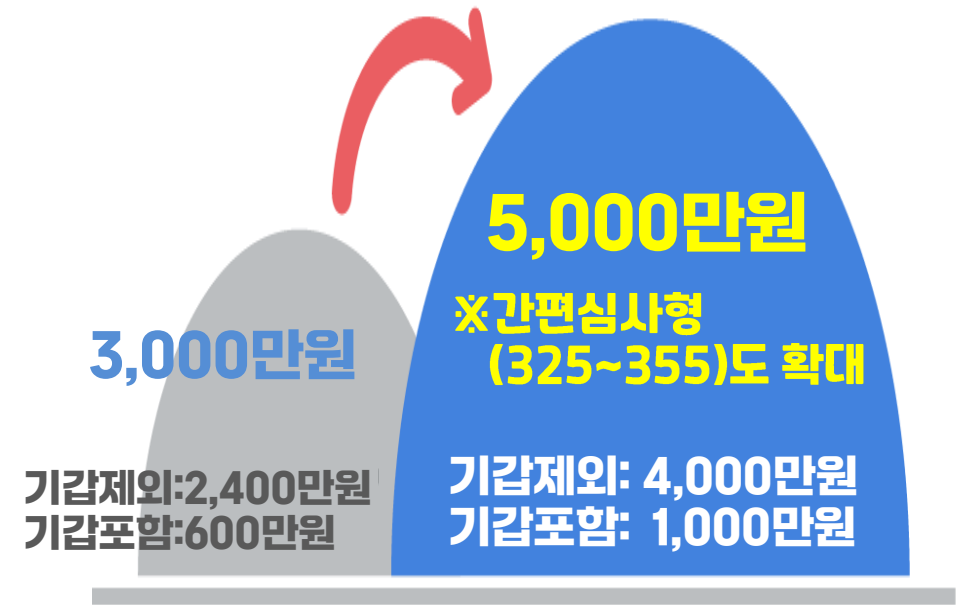 3,000만원
기갑제외:2,400만원
기갑포함:600만원
5,000만원
※간편심사형
(325~355)도 확대
기갑제외: 4,000만원
기갑포함: 1,000만원